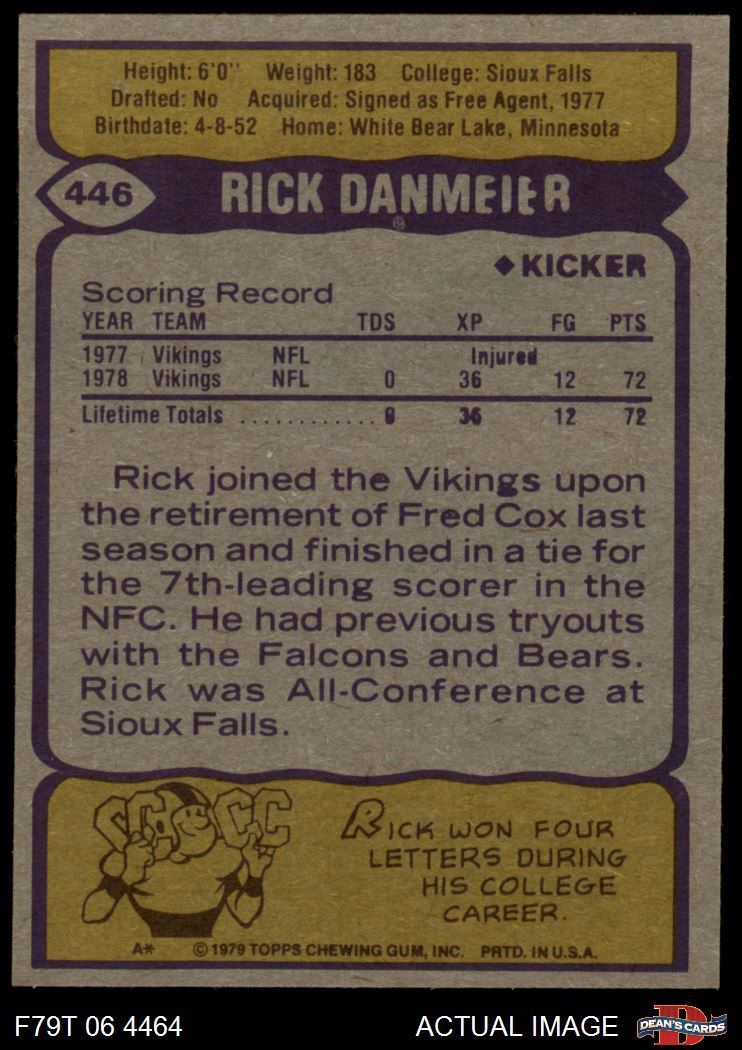 Height: 6'0" Weight: 183 College: Sioux Falls
Drafted: No Acquired: Signed as Free Agent, 1977
Birthdate: 4-8-52 Home: White Bear Lake, Minnesota
446 RICK DANMEIER
◆KICKER
Scoring Record
YEAR TEAM TDS XP FG PTS
1977 Vikings NFL Injured
1978 Vikings NFL 0 36 12 72
Lifetime Totals ............. 0 36 12 72
Rick joined the Vikings upon
the retirement of Fred Cox last
season and finished in a tie for
the 7th-leading scorer in the
NFC. He had previous tryouts
with the Falcons and Bears.
Rick was All-Conference at
Sioux Falls.
CC CC
RICK WON FOUR
LETTERS DURING
HIS COLLEGE
CAREER.
A* © 1979 TOPPS CHEWING GUM, INC. PRTD. IN U.S.A.
F79T 06 4464 ACTUAL IMAGE D DEAN'S CARDS